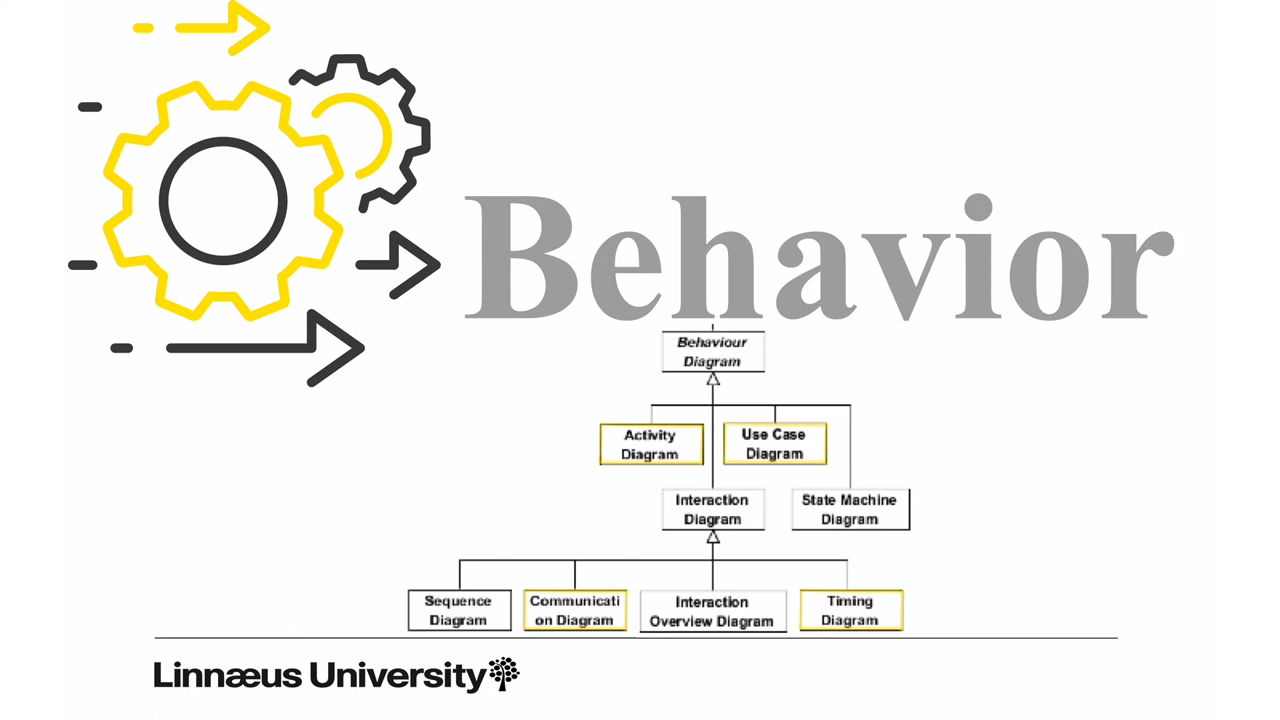 Behavior
Behaviour
Diagram
Activity
Diagram
Use Case
Diagram
Interaction
Diagram
State Machine
Diagram
Sequence
Diagram
Communicati
on Diagram
Interaction
Overview Diagram
Timing
Diagram
Linnæus University